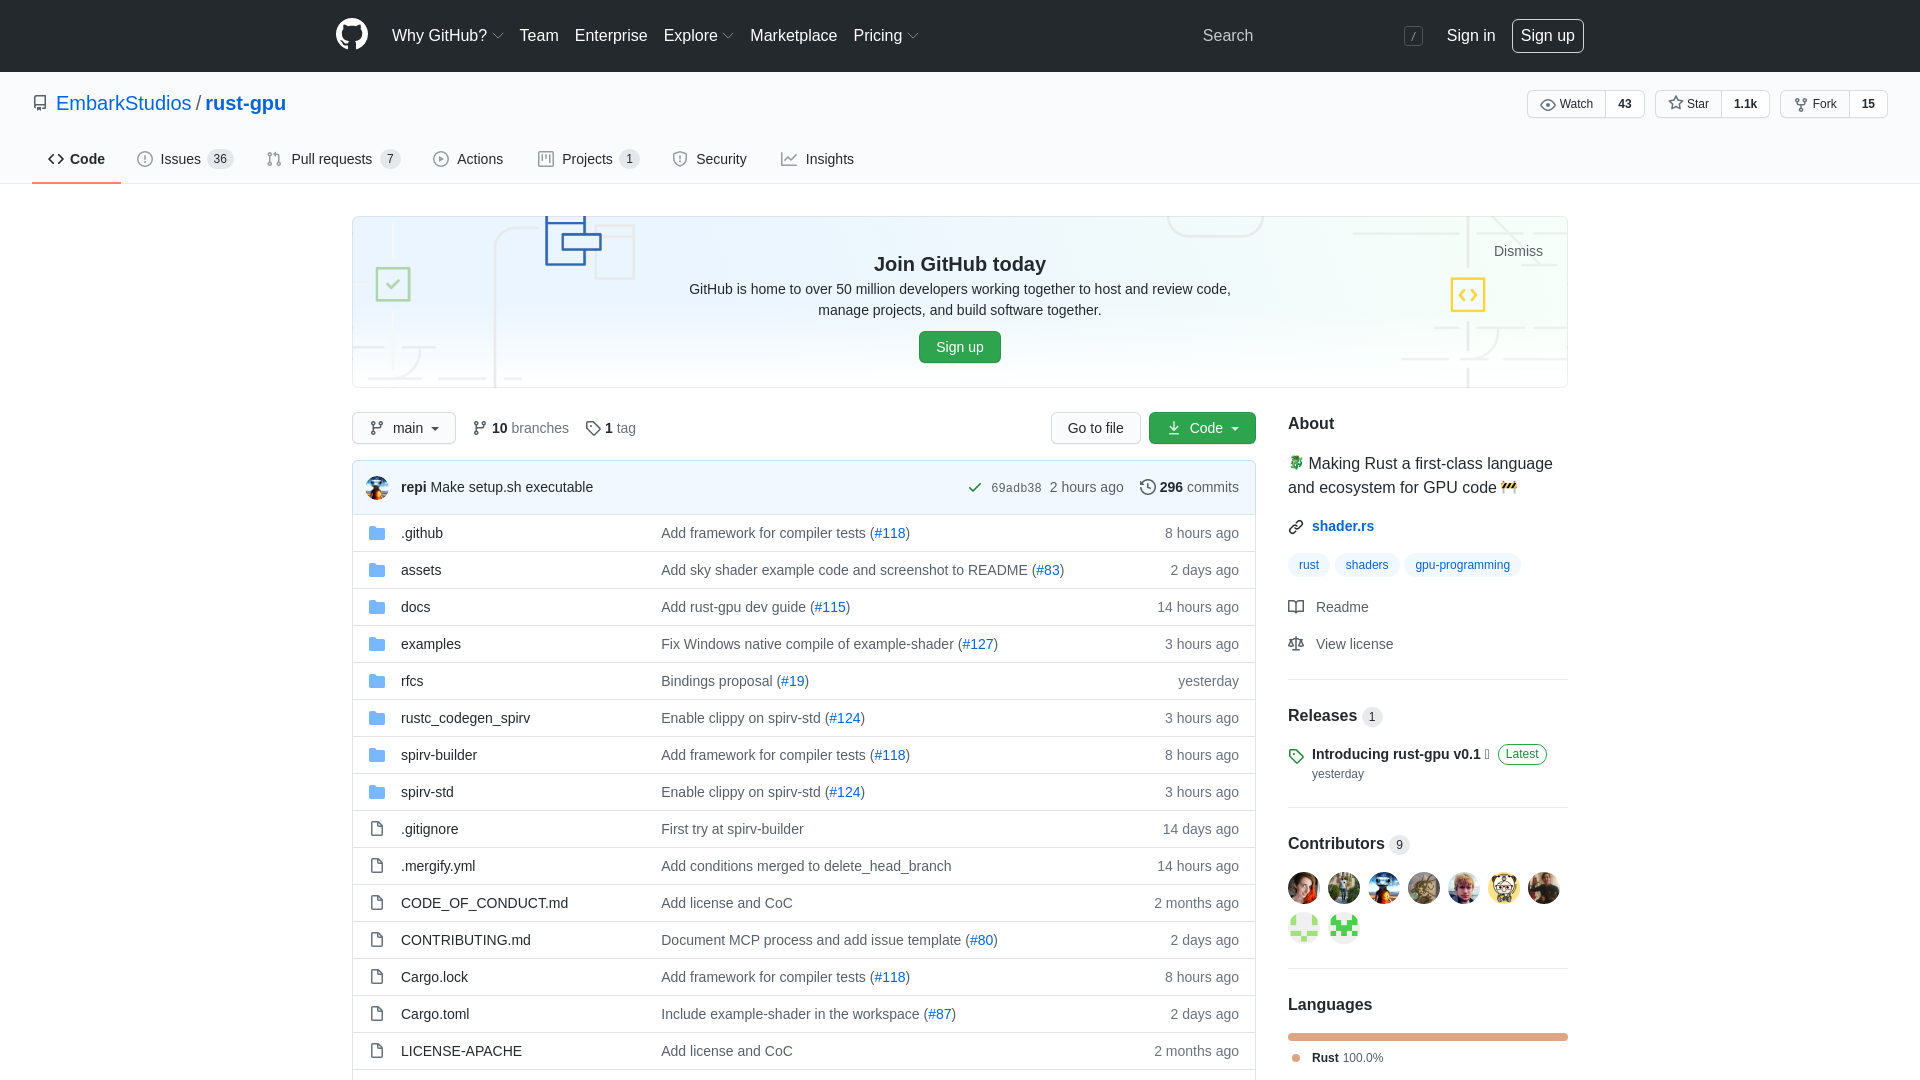 Why GitHub? Team Enterprise Explore Marketplace Pricing Search / Sign in Sign up
EmbarkStudios / rust-gpu Watch 43 Star 1.1k Fork 15
Code Issues 36 Pull requests 7 Actions Projects 1 Security Insights
Dismiss
Join GitHub today
GitHub is home to over 50 million developers working together to host and review code,
manage projects, and build software together.
Sign up
main 10 branches 1 tag Go to file Code
repi Make setup.sh executable 69adb38 2 hours ago 296 commits
.github Add framework for compiler tests (#118) 8 hours ago
assets Add sky shader example code and screenshot to README (#83) 2 days ago
docs Add rust-gpu dev guide (#115) 14 hours ago
examples Fix Windows native compile of example-shader (#127) 3 hours ago
rfcs Bindings proposal (#19) yesterday
rustc_codegen_spirv Enable clippy on spirv-std (#124) 3 hours ago
spirv-builder Add framework for compiler tests (#118) 8 hours ago
spirv-std Enable clippy on spirv-std (#124) 3 hours ago
.gitignore First try at spirv-builder 14 days ago
.mergify.yml Add conditions merged to delete_head_branch 14 hours ago
CODE_OF_CONDUCT.md Add license and CoC 2 months ago
CONTRIBUTING.md Document MCP process and add issue template (#80) 2 days ago
Cargo.lock Add framework for compiler tests (#118) 8 hours ago
Cargo.toml Include example-shader in the workspace (#87) 2 days ago
LICENSE-APACHE Add license and CoC 2 months ago
About
🐉 Making Rust a first-class language
and ecosystem for GPU code 🚧
shader.rs
rust shaders gpu-programming
Readme
View license
Releases 1
Introducing rust-gpu v0.1 Latest
yesterday
Contributors 9
Languages
Rust 100.0%